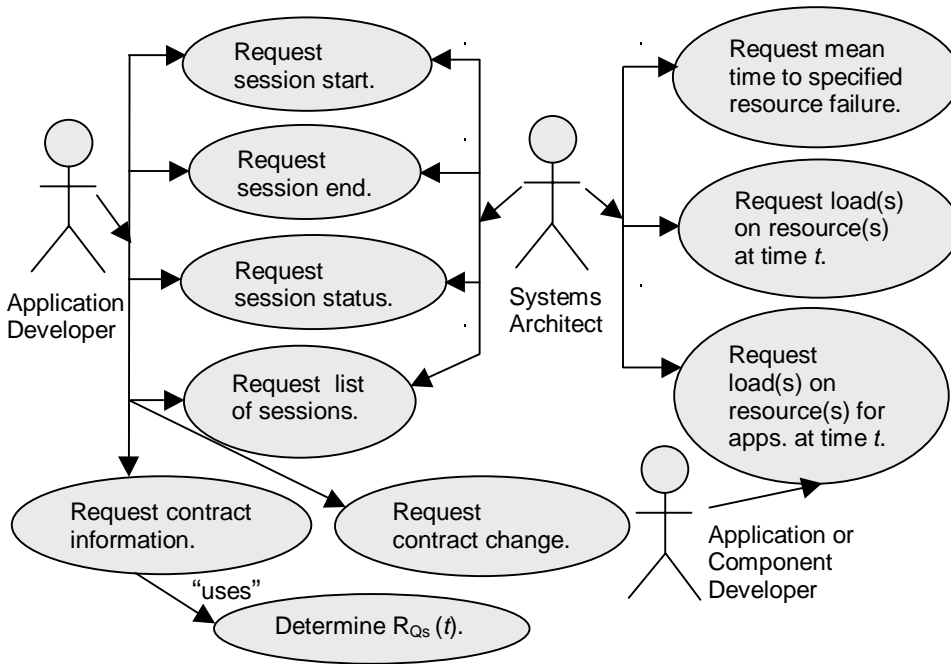 Request
session start.
Request mean
time to specified
resource failure.
Request
session end.
Request load(s)
on resource(s)
at time t.
Request
session status.
Application
Developer
Systems
Architect
Request list
of sessions.
Request
load(s) on
resource(s) for
apps. at time t.
Request contract
information.
Request
contract change.
Application or
Component
Developer
“uses”
Determine RQs (t).